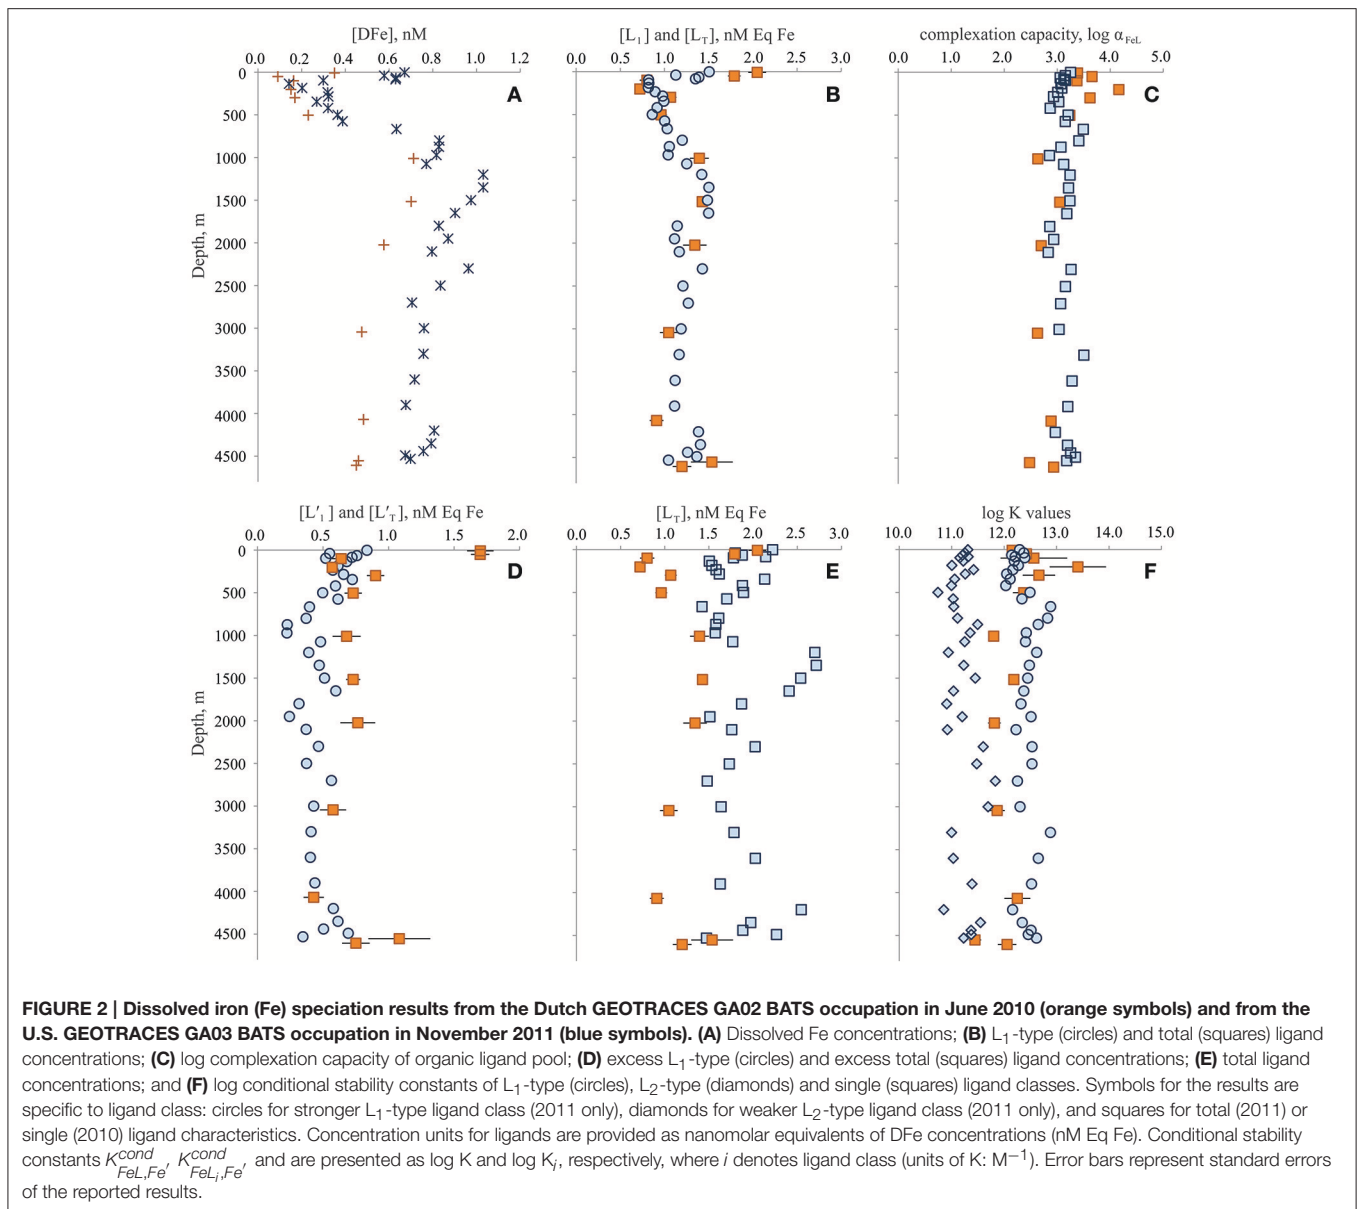 [DFe], nM
0.0 0.2 0.4 0.6 0.8 1.0 1.2
0
500
1000
1500
2000
2500
3000
3500
4000
4500
Depth, m
A
[L1] and [LT], nM Eq Fe
0.0 0.5 1.0 1.5 2.0 2.5 3.0
B
complexation capacity, log αFeL
0.0 1.0 2.0 3.0 4.0 5.0
C
[L′1] and [L′T], nM Eq Fe
0.0 0.5 1.0 1.5 2.0
0
500
1000
1500
2000
2500
3000
3500
4000
4500
Depth, m
D
[LT], nM Eq Fe
0.0 0.5 1.0 1.5 2.0 2.5 3.0
E
log K values
10.0 11.0 12.0 13.0 14.0 15.0
F
FIGURE 2 | Dissolved iron (Fe) speciation results from the Dutch GEOTRACES GA02 BATS occupation in June 2010 (orange symbols) and from the
U.S. GEOTRACES GA03 BATS occupation in November 2011 (blue symbols). (A) Dissolved Fe concentrations; (B) L1-type (circles) and total (squares) ligand
concentrations; (C) log complexation capacity of organic ligand pool; (D) excess L1-type (circles) and excess total (squares) ligand concentrations; (E) total ligand
concentrations; and (F) log conditional stability constants of L1-type (circles), L2-type (diamonds) and single (squares) ligand classes. Symbols for the results are
specific to ligand class: circles for stronger L1-type ligand class (2011 only), diamonds for weaker L2-type ligand class (2011 only), and squares for total (2011) or
single (2010) ligand characteristics. Concentration units for ligands are provided as nanomolar equivalents of DFe concentrations (nM Eq Fe). Conditional stability
constants K^cond_FeL,Fe′, K^cond_FeLi,Fe′, and are presented as log K and log Ki, respectively, where i denotes ligand class (units of K: M−1). Error bars represent standard errors
of the reported results.